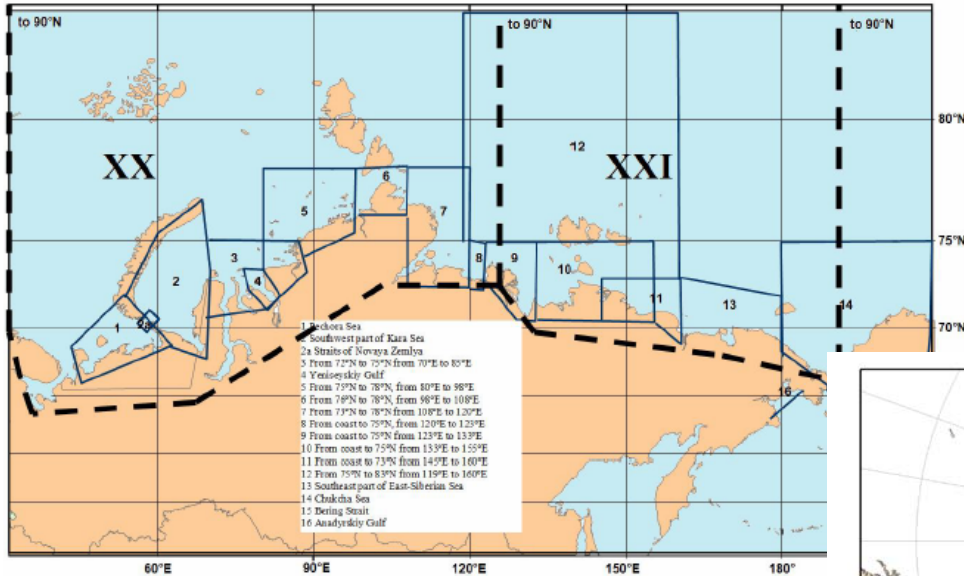 to 90°N
to 90°N
to 90°N
80°N
75°N
70°N
XX
XXI
12
6
5
7
3
2
4
8
9
10
11
13
14
1
16
1 Pechora Sea
2 Southwest part of Kara Sea
2a Straits of Novaya Zemlya
3 From 72°N to 75°N from 70°E to 85°E
4 Yeniseyskiy Gulf
5 From 75°N to 78°N, from 80°E to 98°E
6 From 76°N to 78°N, from 98°E to 108°E
7 From 73°N to 78°N from 108°E to 120°E
8 From coast to 75°N, from 120°E to 123°E
9 From coast to 75°N from 123°E to 133°E
10 From coast to 75°N from 133°E to 155°E
11 From coast to 73°N from 145°E to 160°E
12 From 75°N to 83°N from 119°E to 160°E
13 Southeast part of East-Siberian Sea
14 Chukcha Sea
15 Bering Strait
16 Anadyrskiy Gulf
60°E
90°E
120°E
150°E
180°